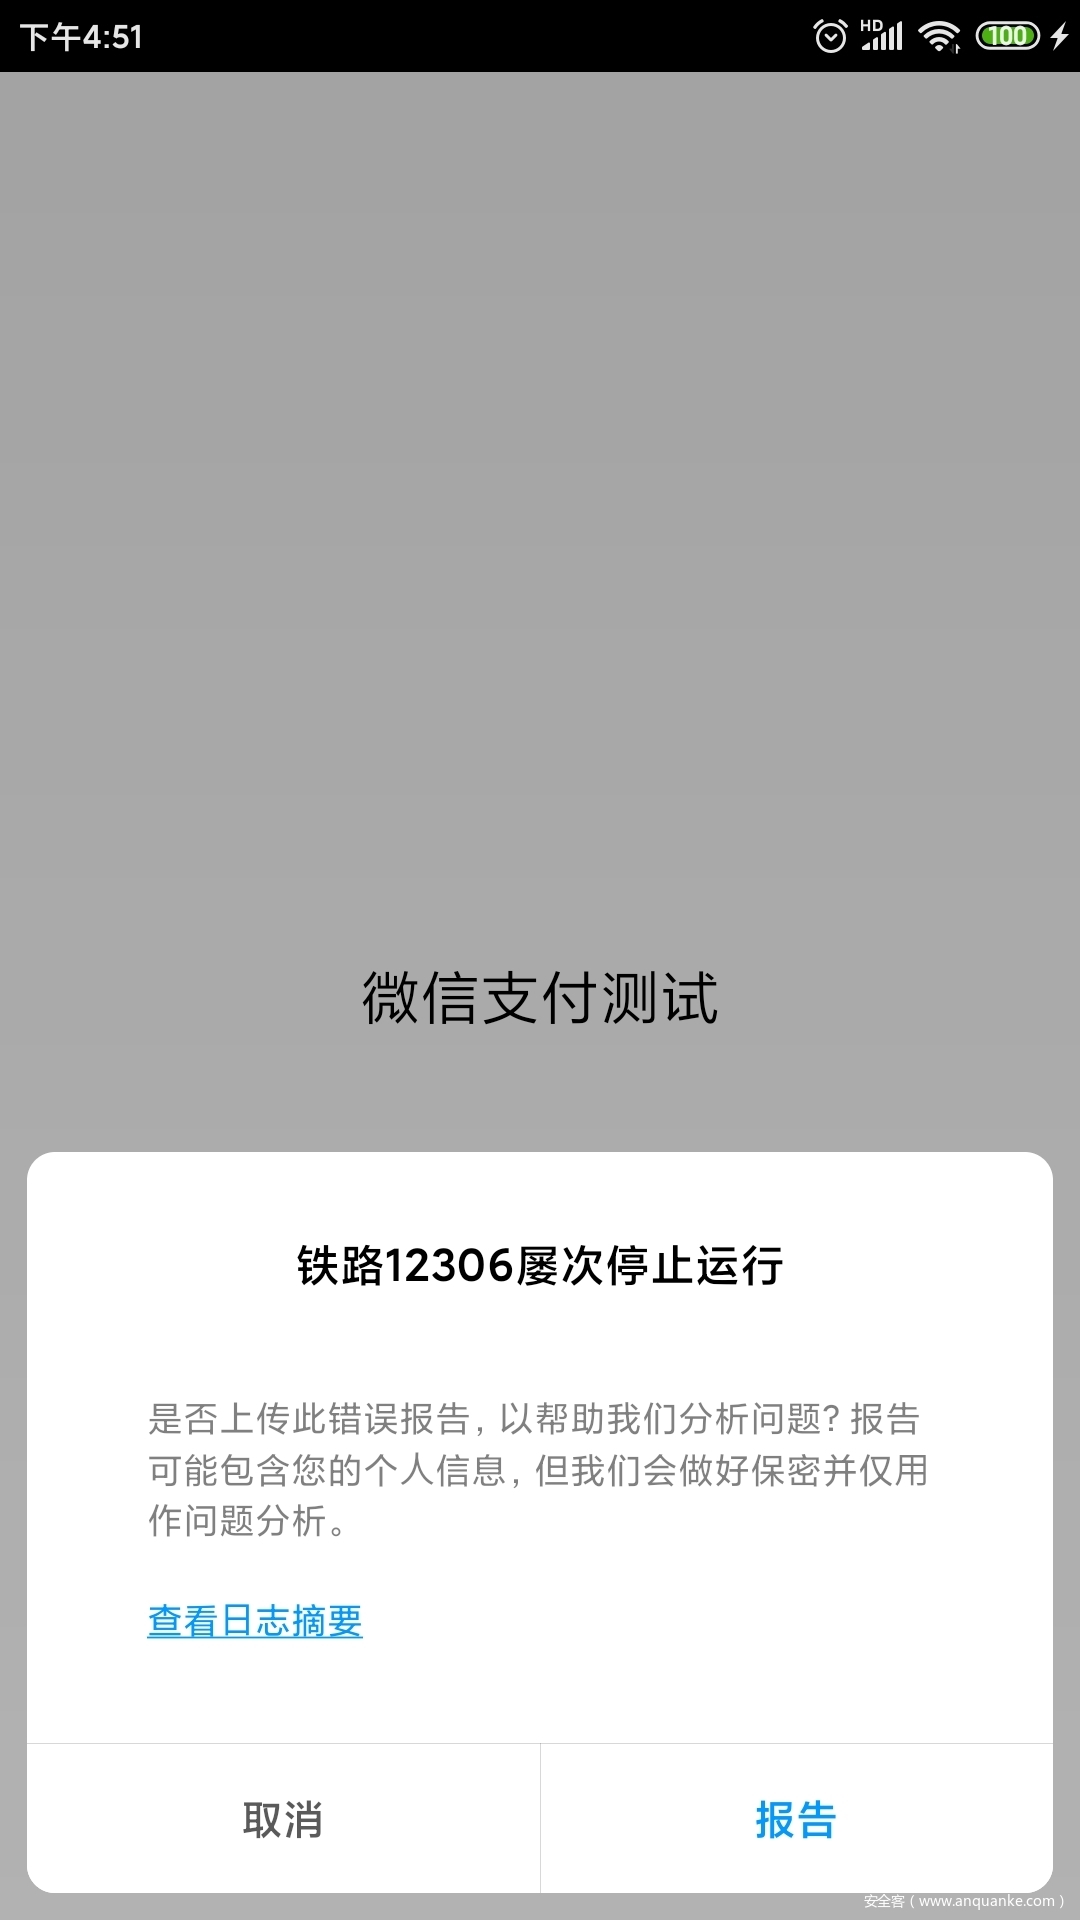 下午4:51
HD
100
微信支付测试
铁路12306屡次停止运行
是否上传此错误报告, 以帮助我们分析问题? 报告
可能包含您的个人信息, 但我们会做好保密并仅用
作问题分析。
查看日志摘要
取消
报告
安全客 ( www.anquanke.com )